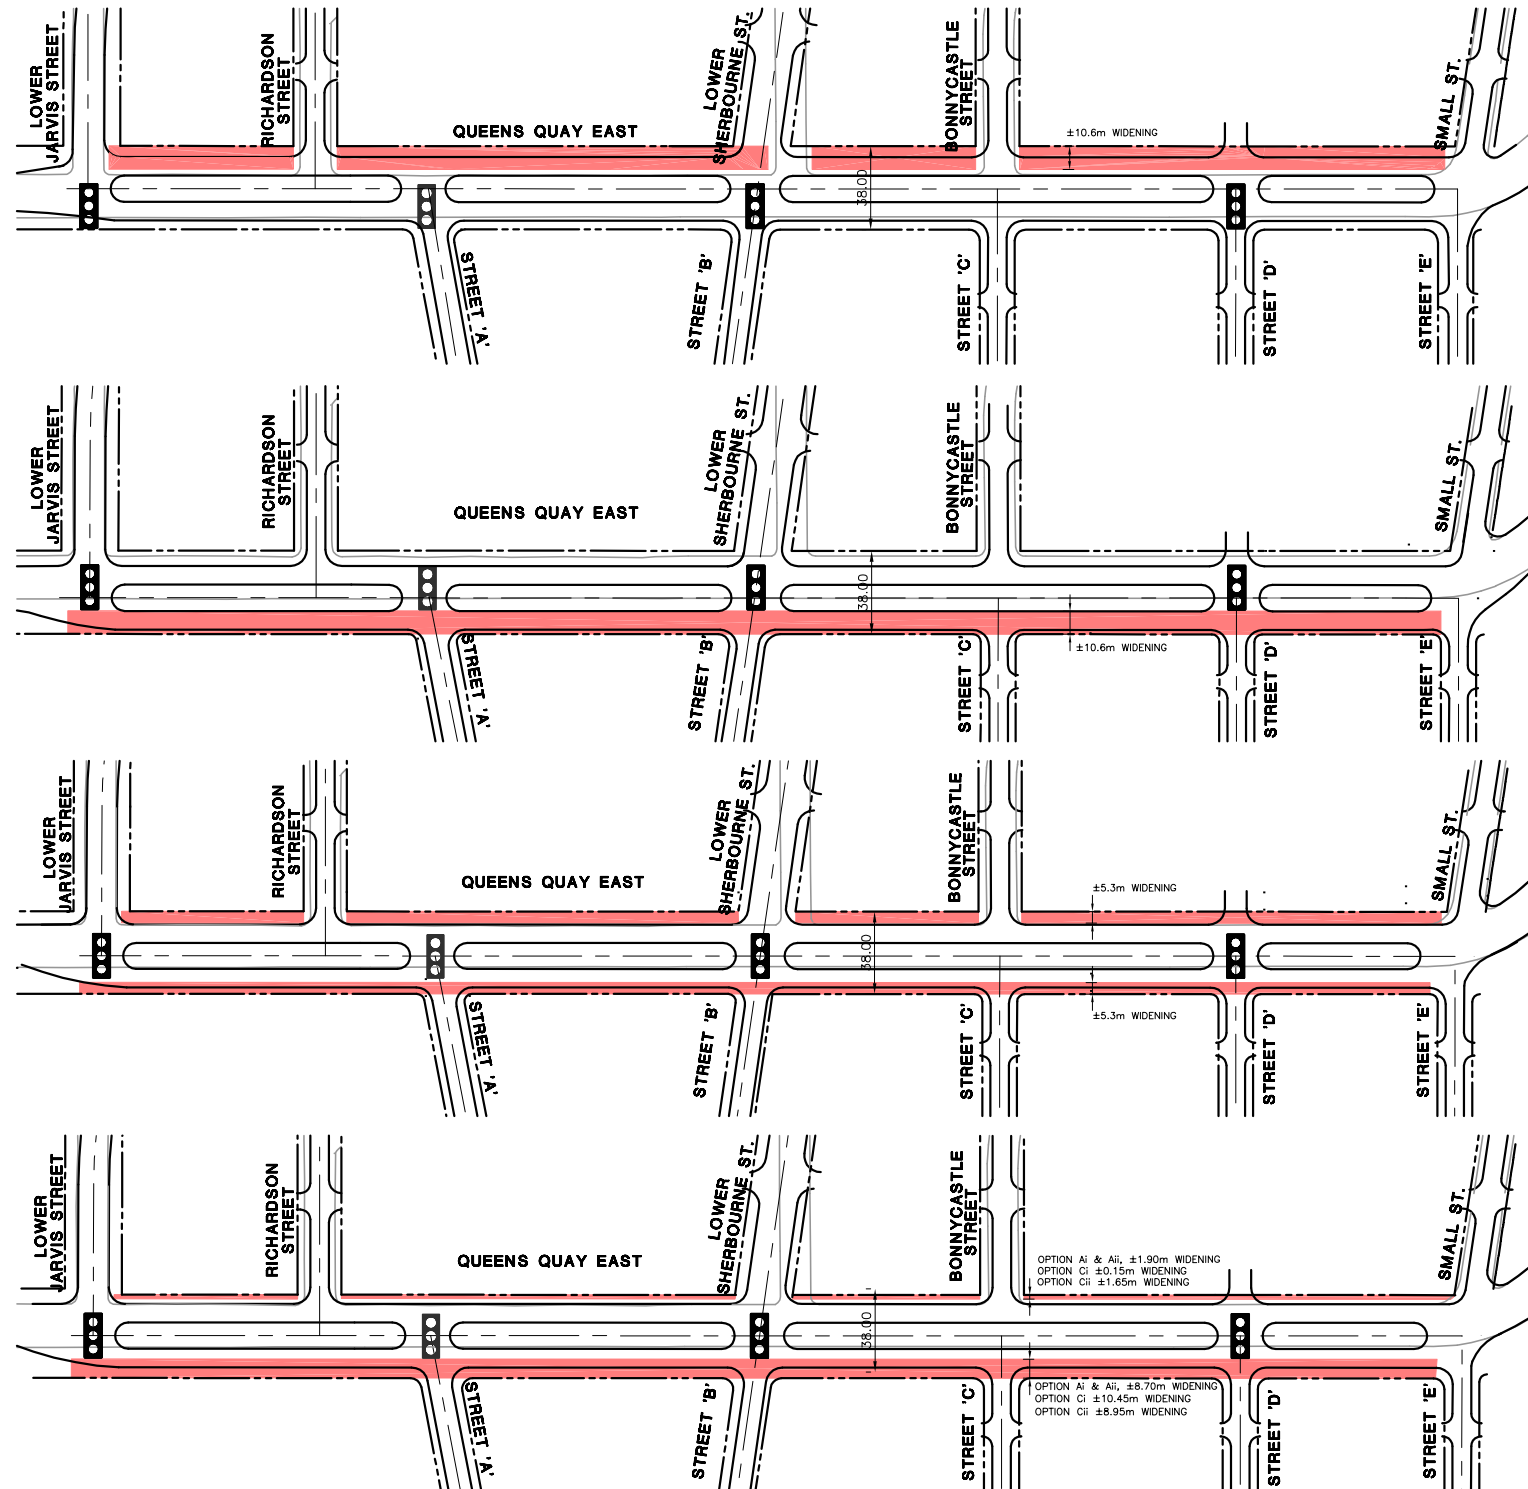 LOWER
JARVIS STREET
RICHARDSON
STREET
QUEENS QUAY EAST
LOWER
SHERBOURNE ST.
BONNYCASTLE
STREET
±10.6m WIDENING
SMALL ST.
38.00
STREET 'A'
STREET 'B'
STREET 'C'
STREET 'D'
STREET 'E'
LOWER
JARVIS STREET
RICHARDSON
STREET
QUEENS QUAY EAST
LOWER
SHERBOURNE ST.
BONNYCASTLE
STREET
SMALL ST.
38.00
±10.6m WIDENING
STREET 'A'
STREET 'B'
STREET 'C'
STREET 'D'
STREET 'E'
LOWER
JARVIS STREET
RICHARDSON
STREET
QUEENS QUAY EAST
LOWER
SHERBOURNE ST.
BONNYCASTLE
STREET
±5.3m WIDENING
SMALL ST.
38.00
±5.3m WIDENING
STREET 'A'
STREET 'B'
STREET 'C'
STREET 'D'
STREET 'E'
LOWER
JARVIS STREET
RICHARDSON
STREET
QUEENS QUAY EAST
LOWER
SHERBOURNE ST.
BONNYCASTLE
STREET
OPTION Ai & Aii, ±1.90m WIDENING
OPTION Ci ±0.15m WIDENING
OPTION Cii ±1.65m WIDENING
SMALL ST.
38.00
OPTION Ai & Aii, ±8.70m WIDENING
OPTION Ci ±10.45m WIDENING
OPTION Cii ±8.95m WIDENING
STREET 'A'
STREET 'B'
STREET 'C'
STREET 'D'
STREET 'E'